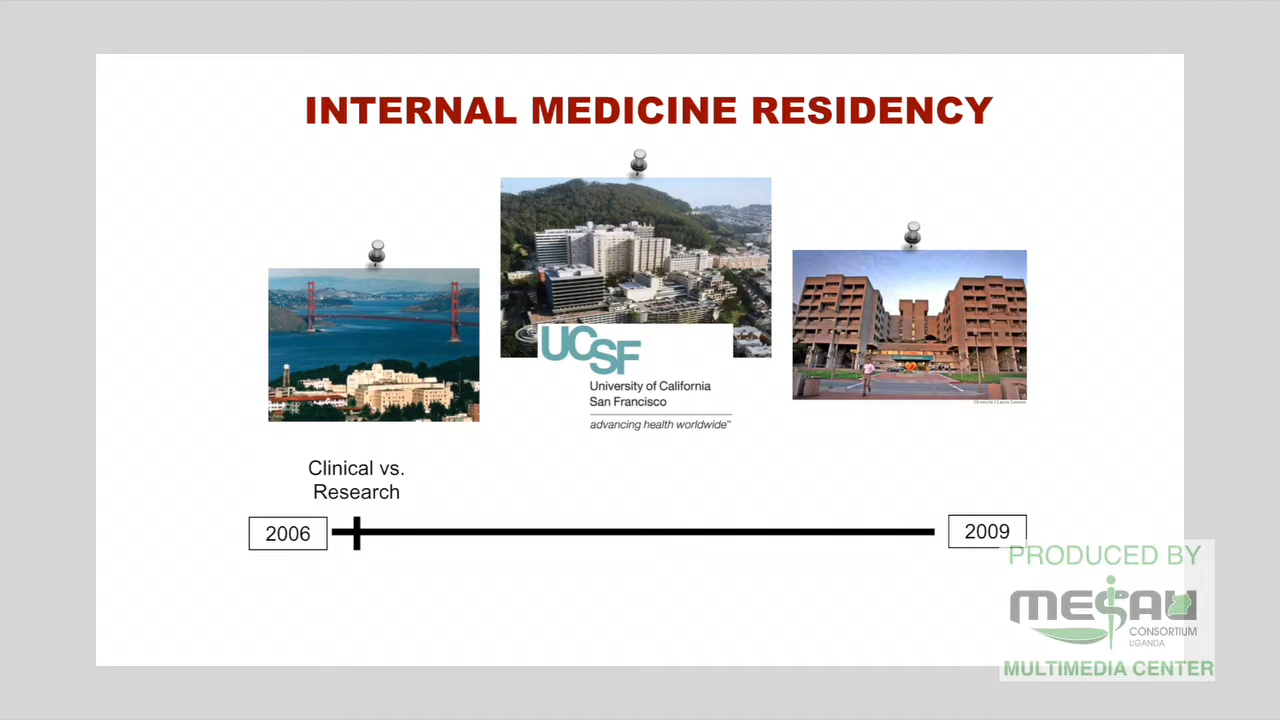 INTERNAL MEDICINE RESIDENCY
UCSF
University of California
San Francisco
advancing health worldwide™
Clinical vs.
Research
2006
2009
PRODUCED BY
MESAU
CONSORTIUM
UGANDA
MULTIMEDIA CENTER